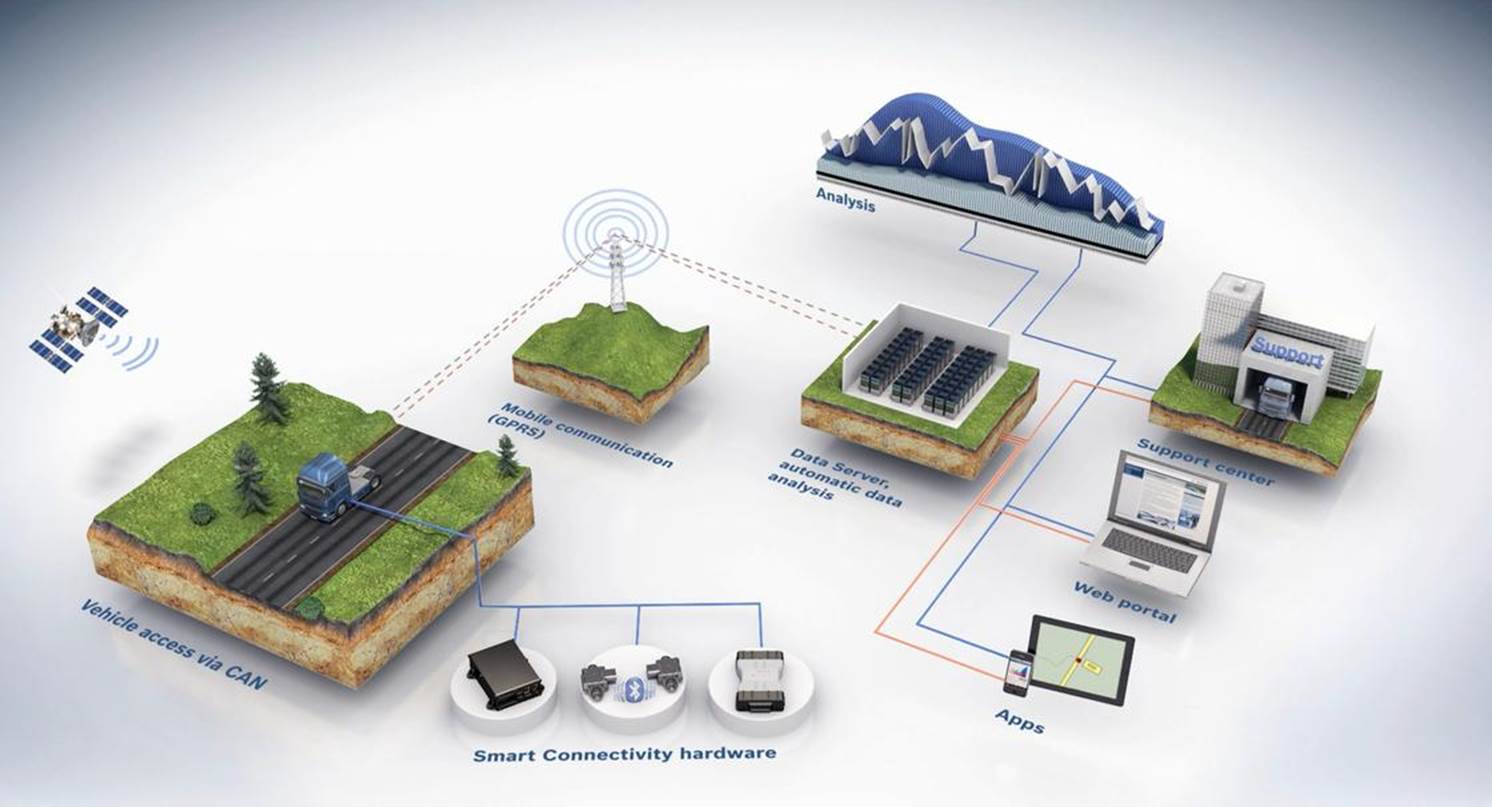 Analysis
Mobile communication
(GPRS)
Data Server,
automatic data
analysis
Support
Support center
Vehicle access via CAN
Web portal
Apps
Smart Connectivity hardware